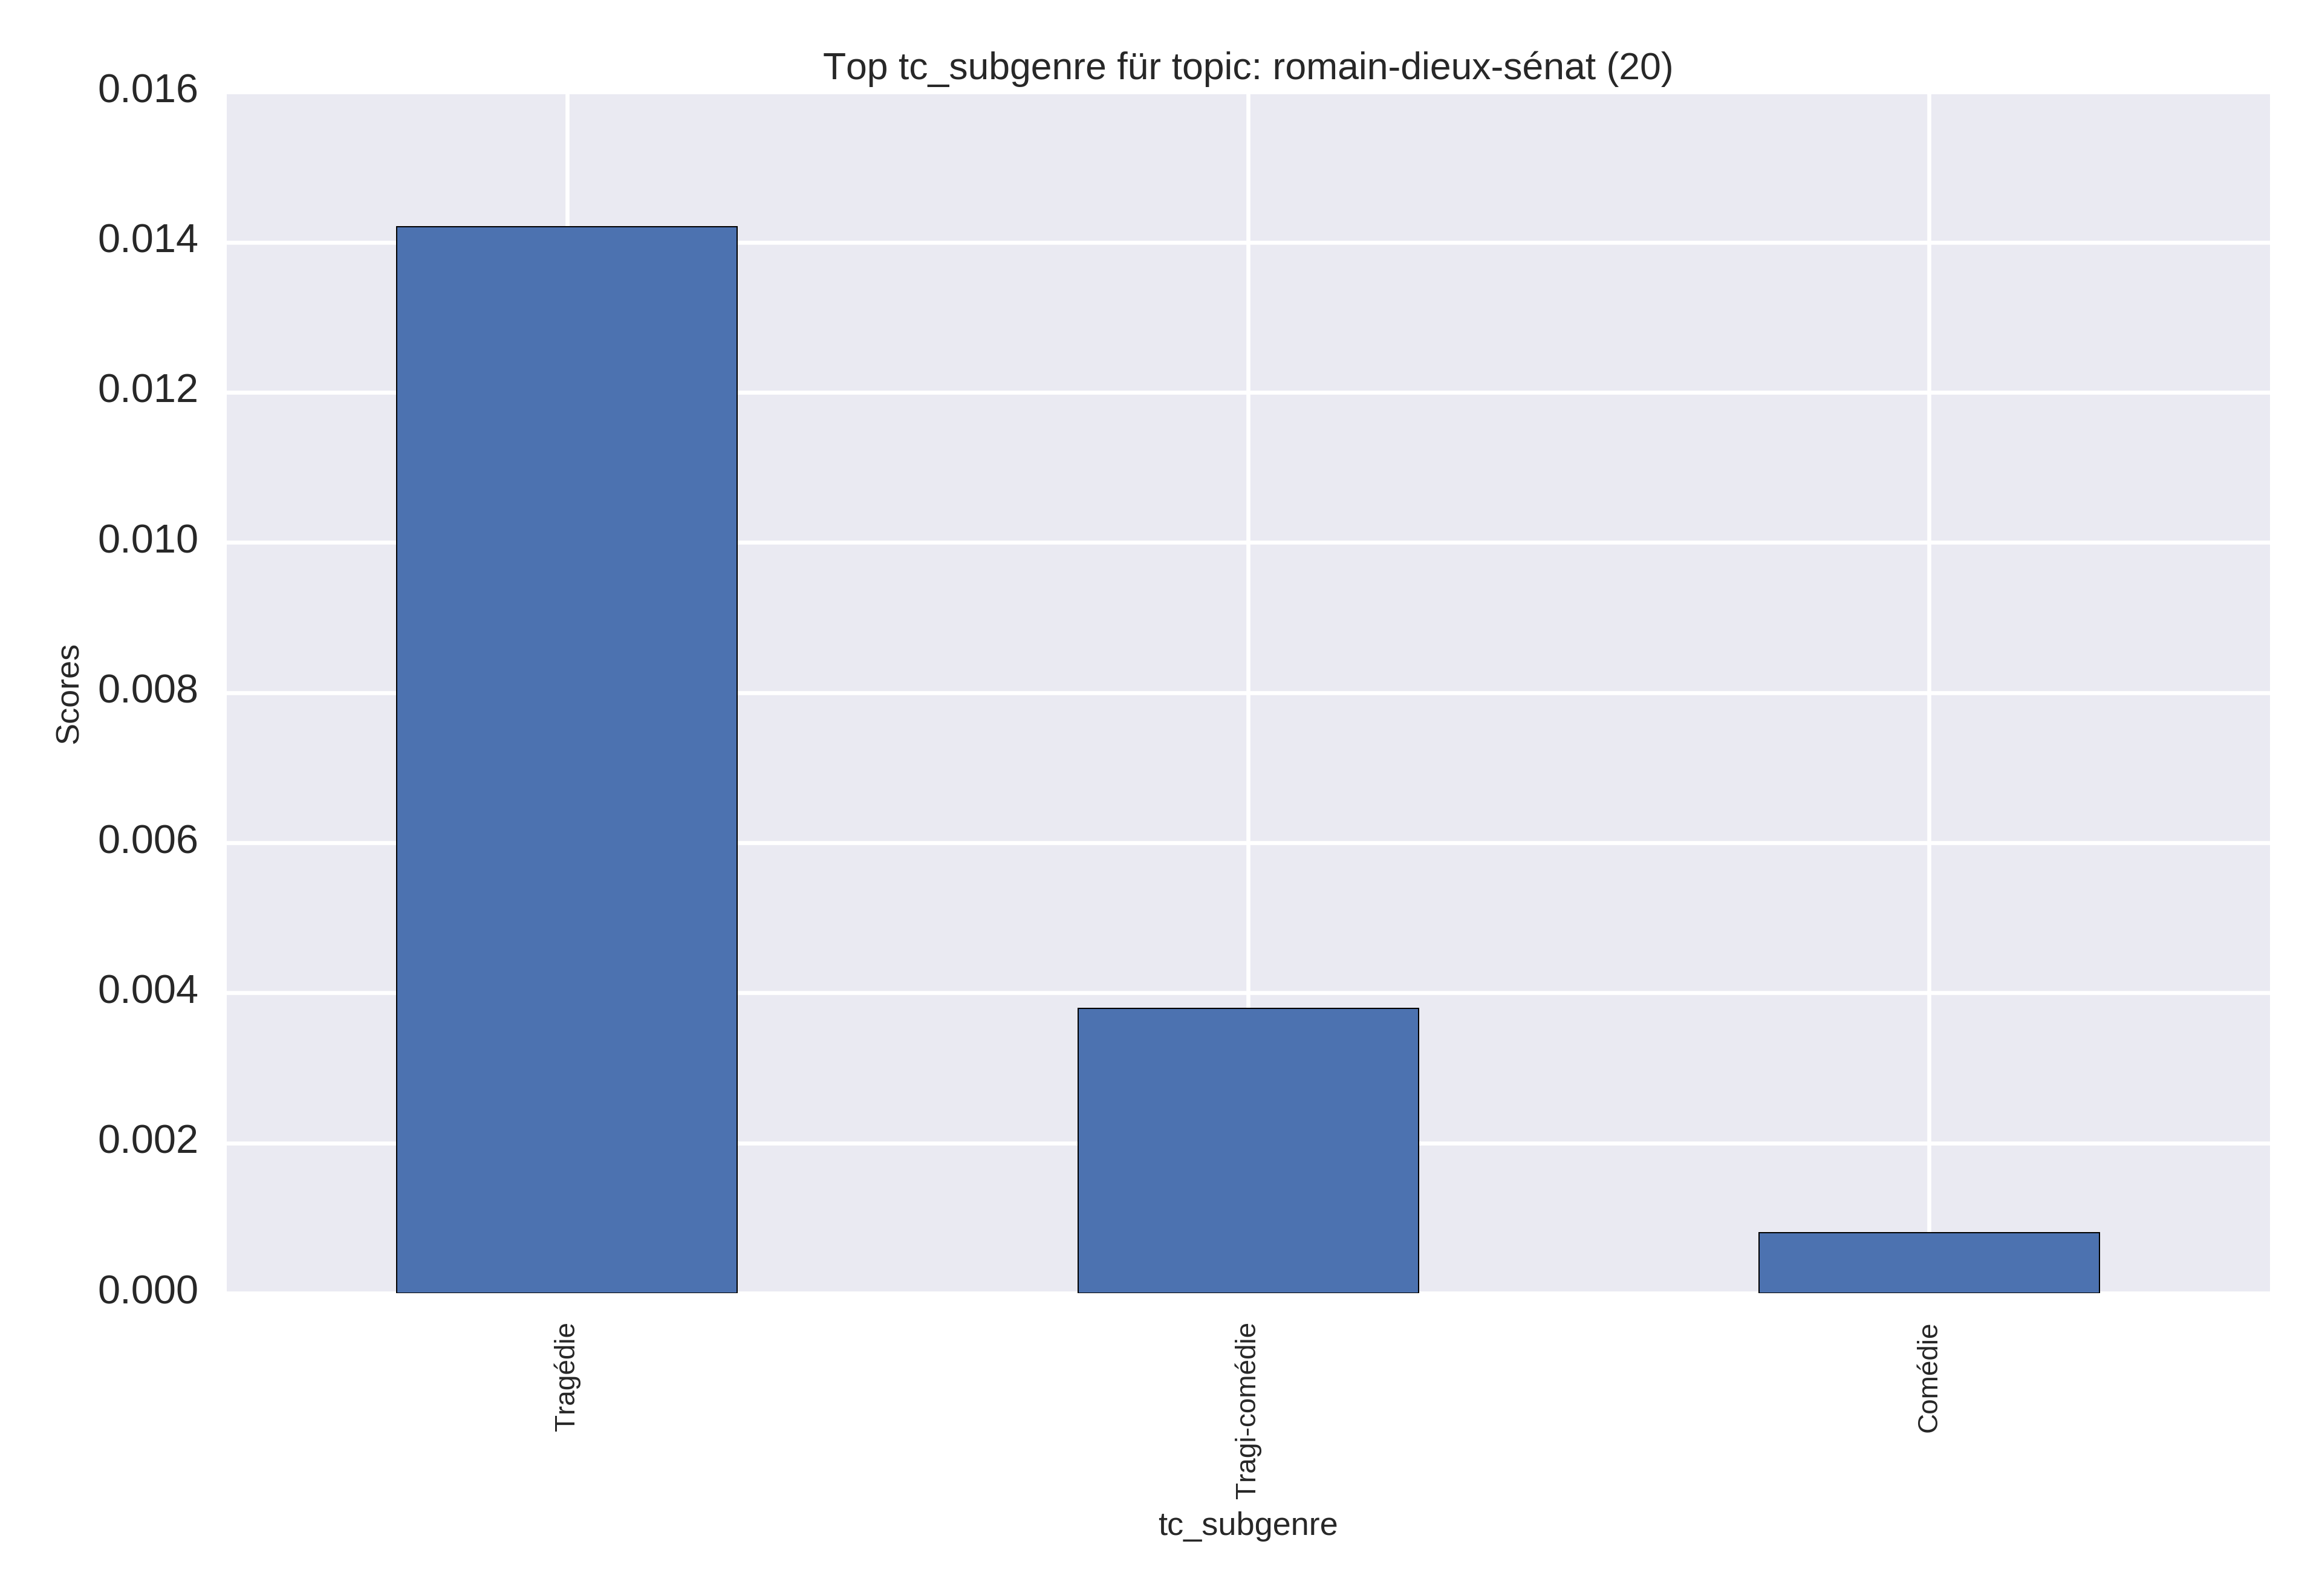 Top tc_subgenre für topic: romain-dieux-sénat (20)
0.016
0.014
0.012
0.010
0.008
0.006
0.004
0.002
0.000
Scores
Tragédie
Tragi-comédie
Comédie
tc_subgenre